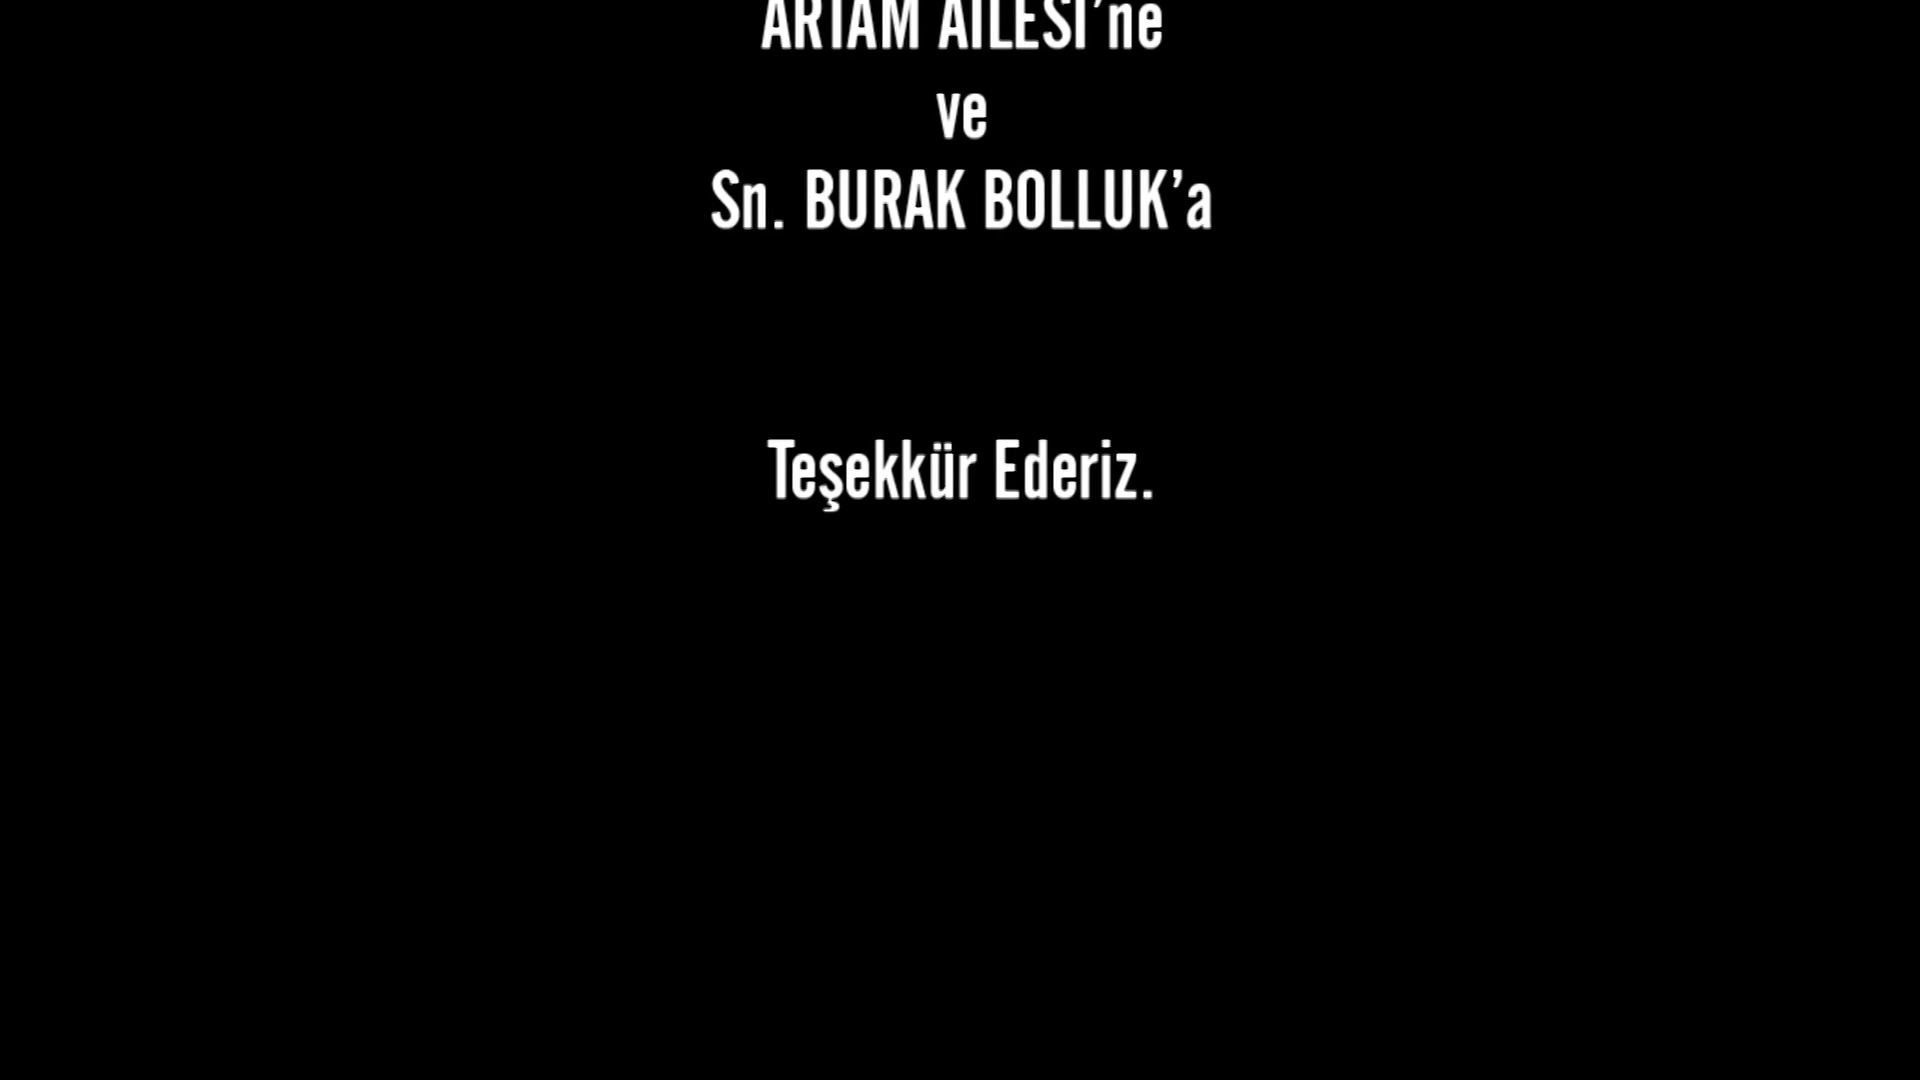 ARTAM AİLESİ’ne
ve
Sn. BURAK BOLLUK’a
Teşekkür Ederiz.